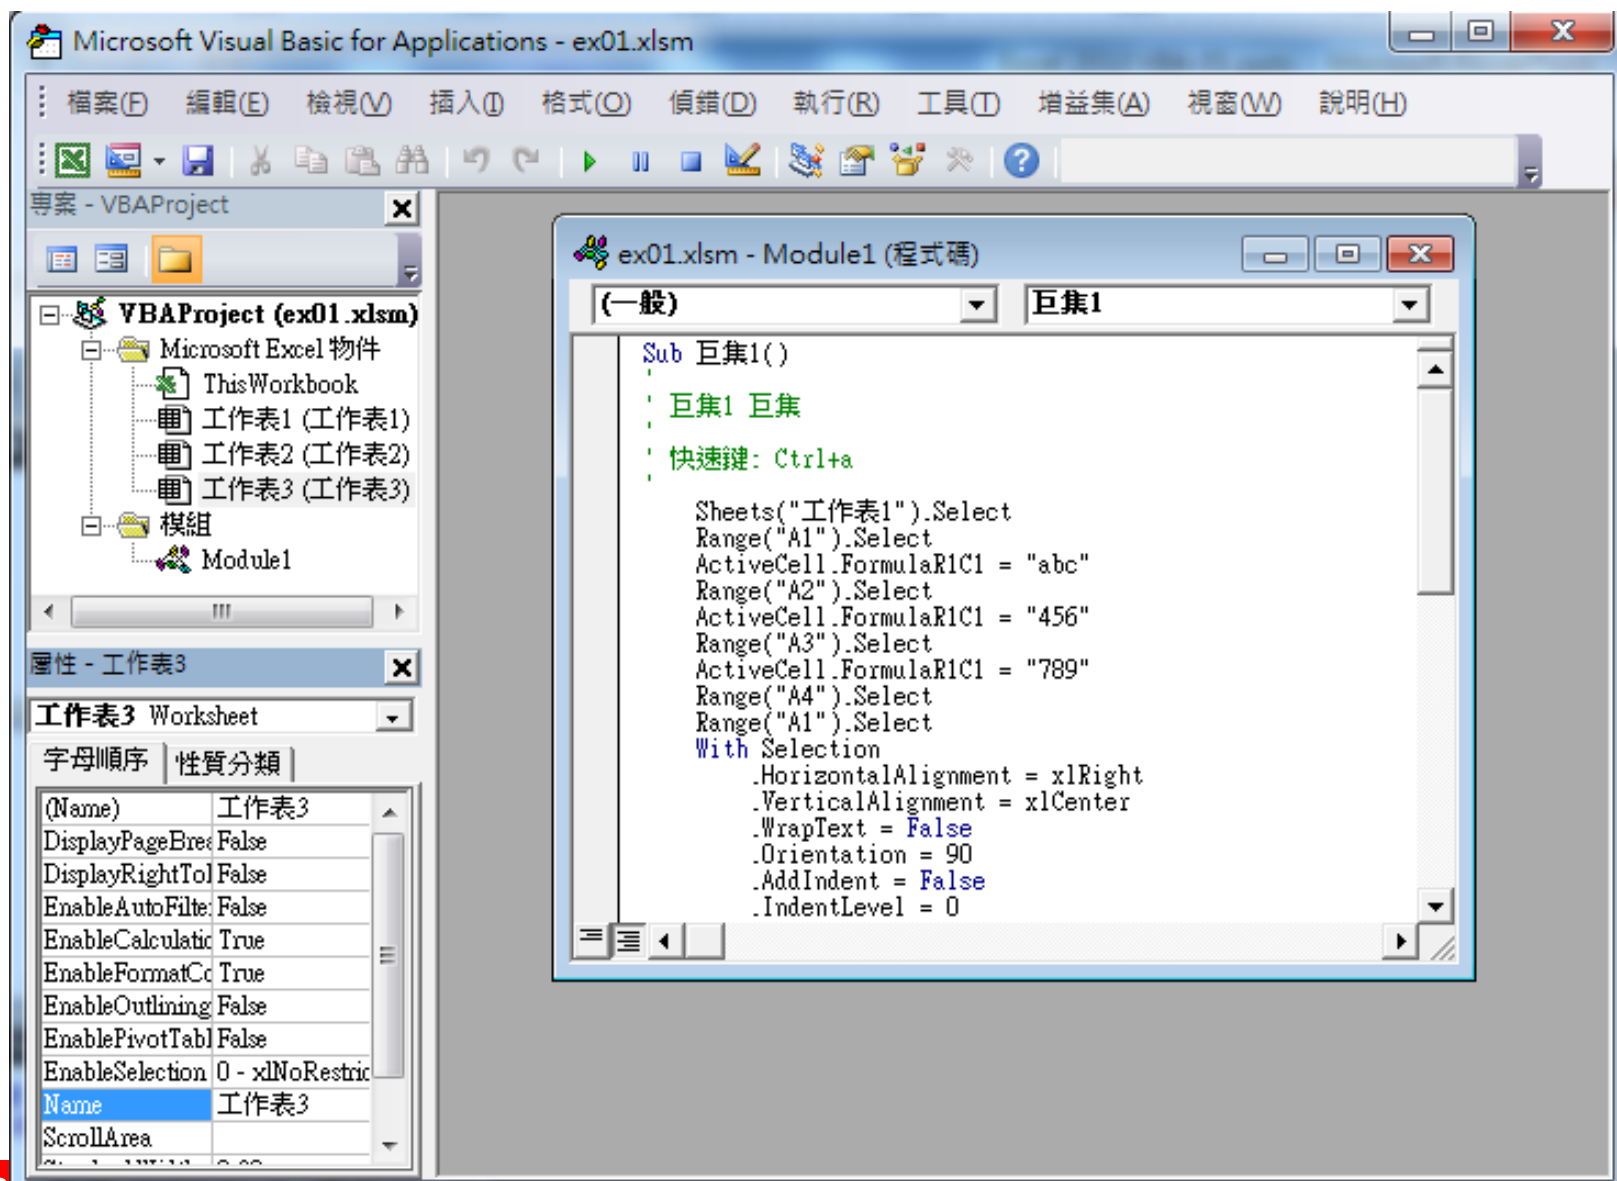 Microsoft Visual Basic for Applications - ex01.xlsm
檔案(F) 編輯(E) 檢視(V) 插入(I) 格式(O) 偵錯(D) 執行(R) 工具(T) 增益集(A) 視窗(W) 說明(H)
專案 - VBAProject
VBAProject (ex01.xlsm)
Microsoft Excel 物件
ThisWorkbook
工作表1 (工作表1)
工作表2 (工作表2)
工作表3 (工作表3)
模組
Module1
屬性 - 工作表3
工作表3 Worksheet
字母順序 性質分類
(Name) 工作表3
DisplayPageBrea False
DisplayRightTol False
EnableAutoFilte: False
EnableCalculatic True
EnableFormatCc True
EnableOutlining False
EnablePivotTabl False
EnableSelection 0 - xlNoRestric
Name 工作表3
ScrollArea
ex01.xlsm - Module1 (程式碼)
(一般) 巨集1
Sub 巨集1()
'
' 巨集1 巨集
'
' 快速鍵: Ctrl+a
'
Sheets("工作表1").Select
Range("A1").Select
ActiveCell.FormulaR1C1 = "abc"
Range("A2").Select
ActiveCell.FormulaR1C1 = "456"
Range("A3").Select
ActiveCell.FormulaR1C1 = "789"
Range("A4").Select
Range("A1").Select
With Selection
.HorizontalAlignment = xlRight
.VerticalAlignment = xlCenter
.WrapText = False
.Orientation = 90
.AddIndent = False
.IndentLevel = 0